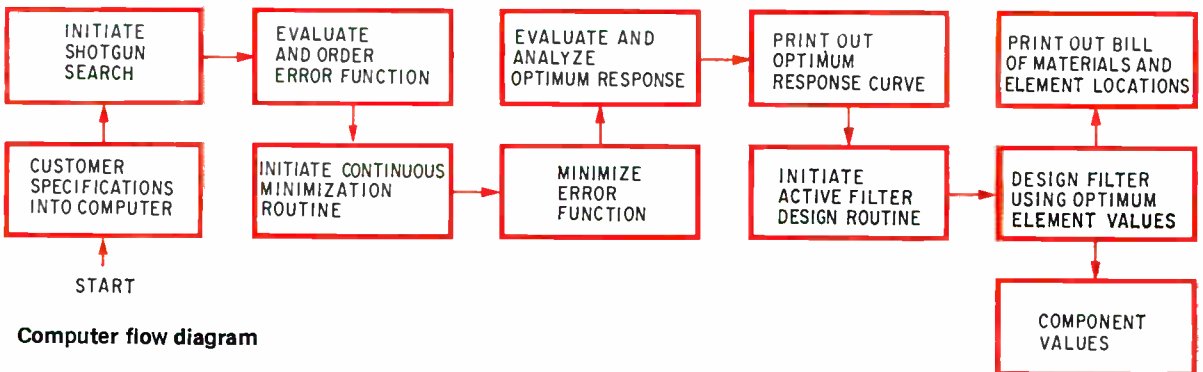 INITIATE
SHOTGUN
SEARCH
EVALUATE
AND ORDER
ERROR FUNCTION
EVALUATE AND
ANALYZE
OPTIMUM RESPONSE
PRINT OUT
OPTIMUM
RESPONSE CURVE
PRINT OUT BILL
OF MATERIALS AND
ELEMENT LOCATIONS
CUSTOMER
SPECIFICATIONS
INTO COMPUTER
INITIATE CONTINUOUS
MINIMIZATION
ROUTINE
MINIMIZE
ERROR
FUNCTION
INITIATE
ACTIVE FILTER
DESIGN ROUTINE
DESIGN FILTER
USING OPTIMUM
ELEMENT VALUES
START
COMPONENT
VALUES
Computer flow diagram